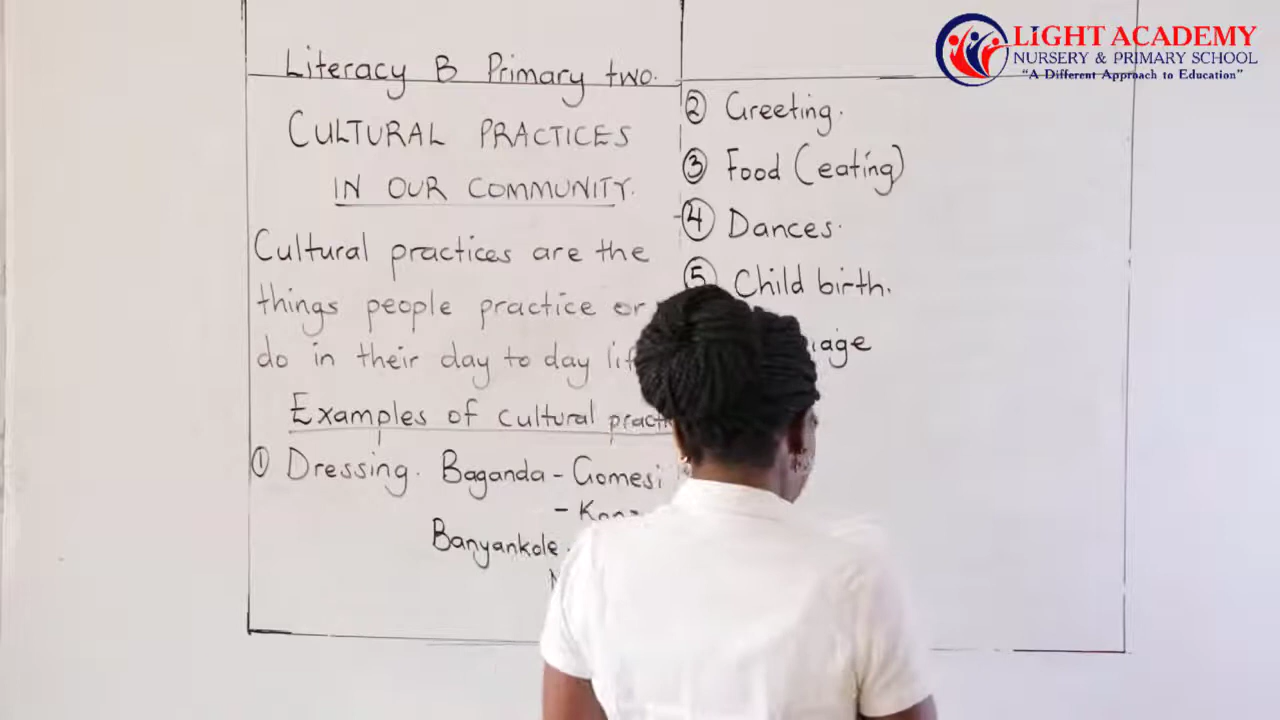 Literacy B Primary two.
CULTURAL PRACTICES
IN OUR COMMUNITY.
Cultural practices are the
things people practice or
do in their day to day
Examples of cultural
① Dressing. Baganda - Gomesi
-
Banyankole
② Greeting.
③ Food (eating)
④ Dances.
⑤ Child birth.
LIGHT ACADEMY
NURSERY & PRIMARY SCHOOL
"A Different Approach to Education"